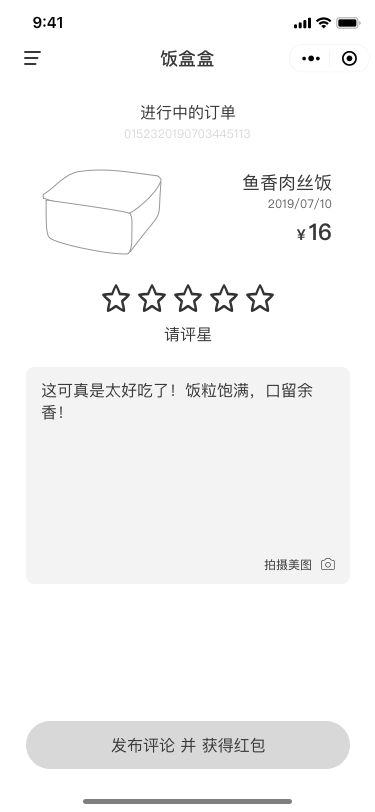 9:41
饭盒盒
进行中的订单
0152320190703445113
鱼香肉丝饭
2019/07/10
¥16
请评星
这可真是太好吃了！饭粒饱满，口留余
香！
拍摄美图
发布评论 并 获得红包